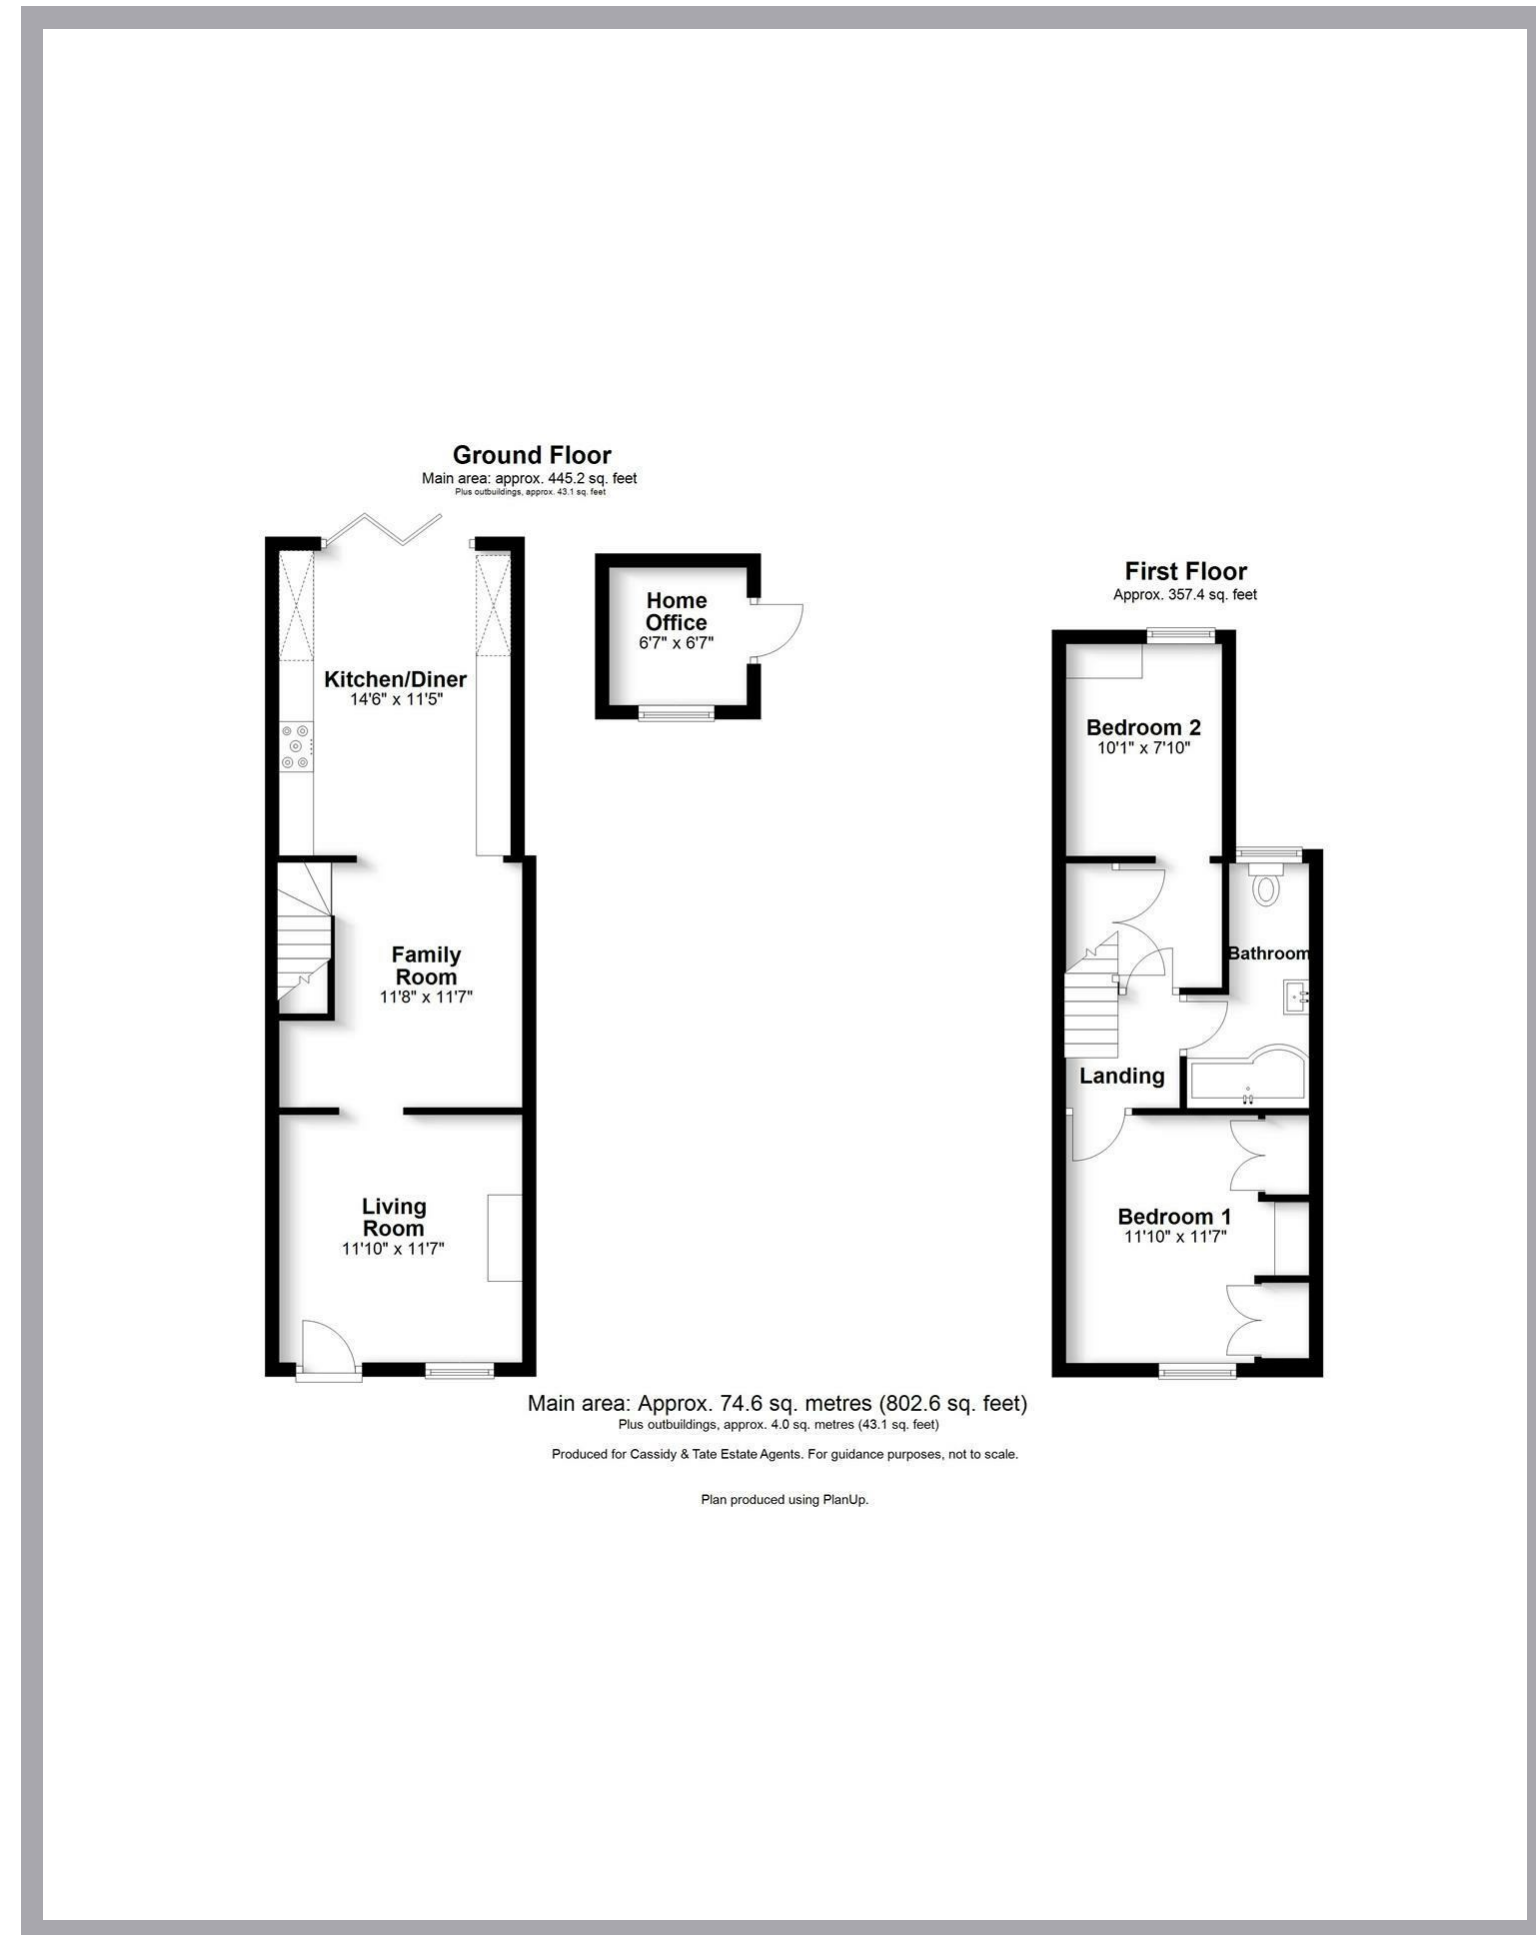 Ground Floor
Main area: approx. 445.2 sq. feet
Plus outbuildings, approx. 43.1 sq. feet
Kitchen/Diner
14'6" x 11'5"
Home
Office
6'7" x 6'7"
Family
Room
11'8" x 11'7"
Living
Room
11'10" x 11'7"
First Floor
Approx. 357.4 sq. feet
Bedroom 2
10'1" x 7'10"
Bathroom
Landing
Bedroom 1
11'10" x 11'7"
Main area: Approx. 74.6 sq. metres (802.6 sq. feet)
Plus outbuildings, approx. 4.0 sq. metres (43.1 sq. feet)
Produced for Cassidy & Tate Estate Agents. For guidance purposes, not to scale.
Plan produced using PlanUp.